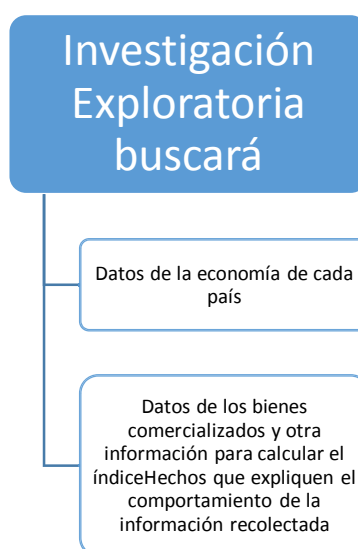 Investigación
Exploratoria
buscará
Datos de la economía de cada
país
Datos de los bienes
comercializados y otra
información para calcular el
índiceHechos que expliquen el
comportamiento de la
información recolectada